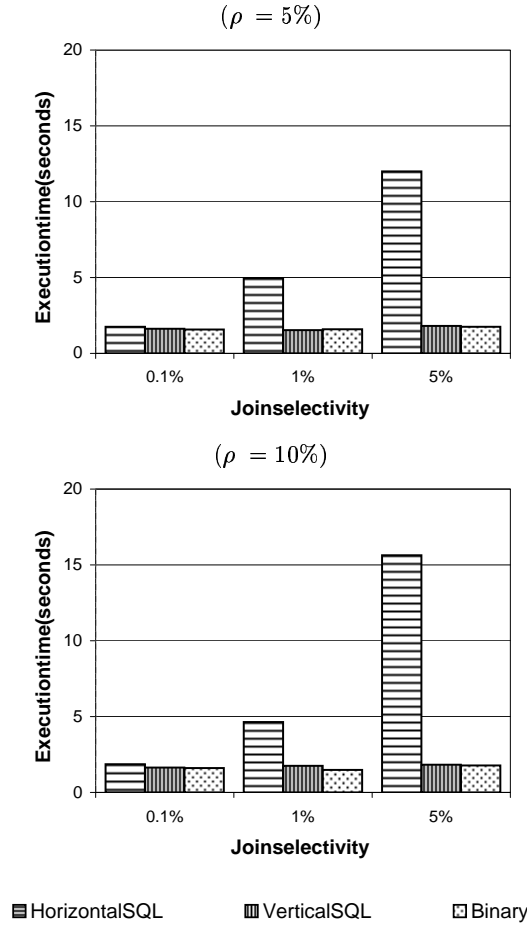 (ρ = 5%)
20
15
10
5
0
Executiontime(seconds)
0.1% 1% 5%
Joinselectivity
(ρ = 10%)
20
15
10
5
0
Executiontime(seconds)
0.1% 1% 5%
Joinselectivity
HorizontalSQL VerticalSQL Binary